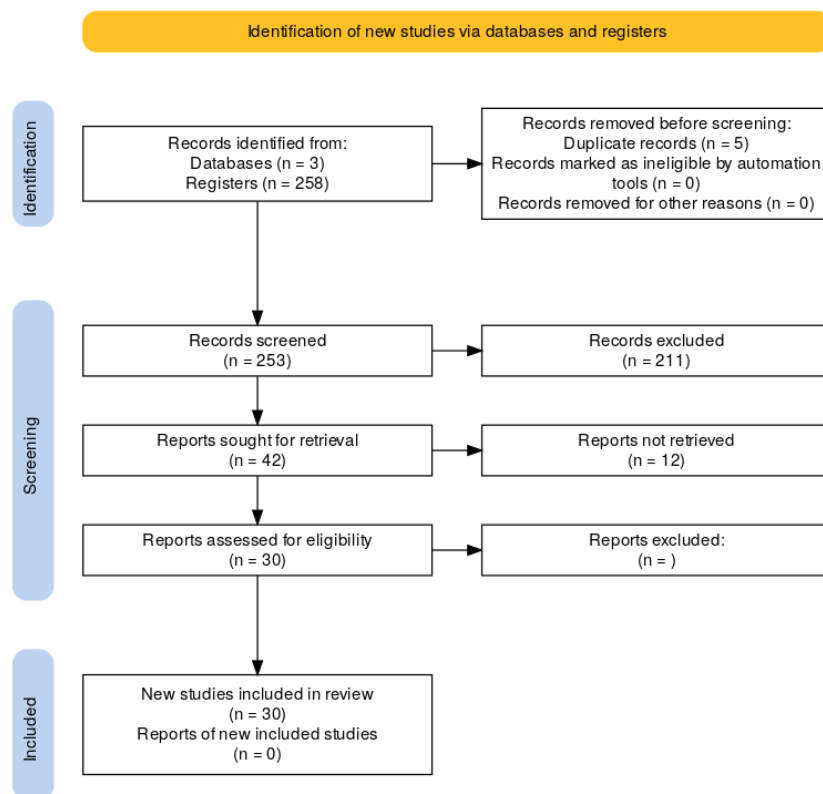 Identification of new studies via databases and registers
Identification
Records identified from:
Databases (n = 3)
Registers (n = 258)
Records removed before screening:
Duplicate records (n = 5)
Records marked as ineligible by automation
tools (n = 0)
Records removed for other reasons (n = 0)
Screening
Records screened
(n = 253)
Records excluded
(n = 211)
Reports sought for retrieval
(n = 42)
Reports not retrieved
(n = 12)
Reports assessed for eligibility
(n = 30)
Reports excluded:
(n = )
Included
New studies included in review
(n = 30)
Reports of new included studies
(n = 0)